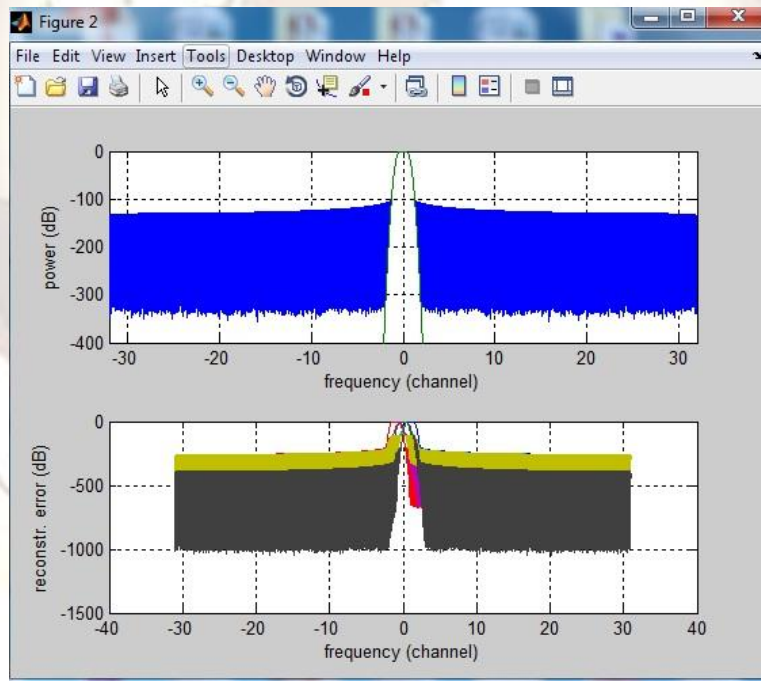 Figure 2
File Edit View Insert Tools Desktop Window Help
0
-100
-200
-300
-400
power (dB)
-30 -20 -10 0 10 20 30
frequency (channel)
0
-500
-1000
-1500
reconstr. error (dB)
-40 -30 -20 -10 0 10 20 30 40
frequency (channel)